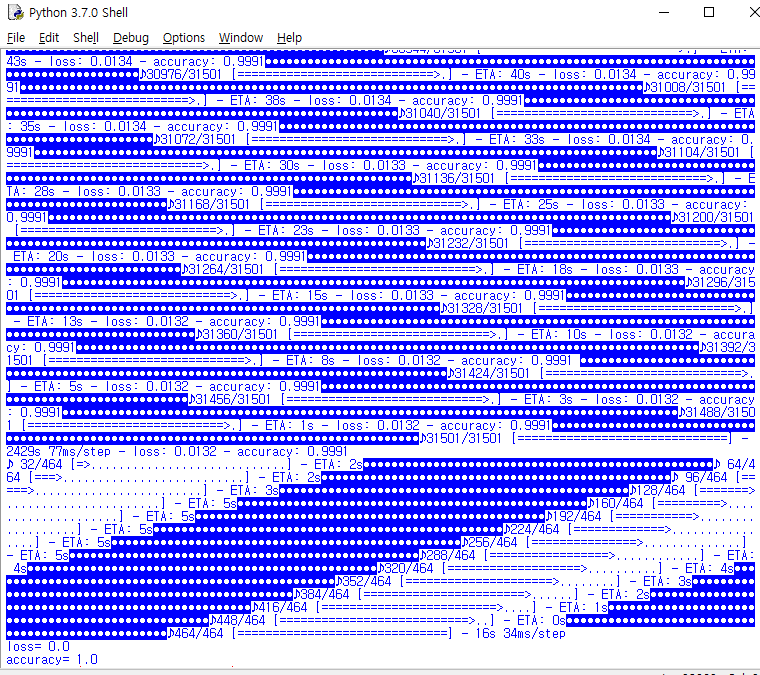 Python 3.7.0 Shell
File Edit Shell Debug Options Window Help
43s - loss: 0.0134 - accuracy: 0.9991
♪30976/31501 [===========================>.] - ETA: 40s - loss: 0.0134 - accuracy: 0.99
91♪31008/31501 [==
==========================>.] - ETA: 38s - loss: 0.0134 - accuracy: 0.9991
♪31040/31501 [============================>.] - ETA
: 35s - loss: 0.0134 - accuracy: 0.9991
♪31072/31501 [============================>.] - ETA: 33s - loss: 0.0134 - accuracy: 0.
9991♪31104/31501 [
============================>.] - ETA: 30s - loss: 0.0133 - accuracy: 0.9991
♪31136/31501 [============================>.] - E
TA: 28s - loss: 0.0133 - accuracy: 0.9991
♪31168/31501 [============================>.] - ETA: 25s - loss: 0.0133 - accuracy:
0.9991♪31200/31501
[============================>.] - ETA: 23s - loss: 0.0133 - accuracy: 0.9991
♪31232/31501 [============================>.] -
ETA: 20s - loss: 0.0133 - accuracy: 0.9991
♪31264/31501 [============================>.] - ETA: 18s - loss: 0.0133 - accuracy
: 0.9991♪31296/315
01 [============================>.] - ETA: 15s - loss: 0.0133 - accuracy: 0.9991
♪31328/31501 [============================>.]
- ETA: 13s - loss: 0.0132 - accuracy: 0.9991
♪31360/31501 [============================>.] - ETA: 10s - loss: 0.0132 - accura
cy: 0.9991♪31392/3
1501 [============================>.] - ETA: 8s - loss: 0.0132 - accuracy: 0.9991
♪31424/31501 [============================>.
] - ETA: 5s - loss: 0.0132 - accuracy: 0.9991
♪31456/31501 [============================>.] - ETA: 3s - loss: 0.0132 - accuracy
: 0.9991♪31488/3150
1 [============================>.] - ETA: 1s - loss: 0.0132 - accuracy: 0.9991
♪31501/31501 [==============================] -
2429s 77ms/step - loss: 0.0132 - accuracy: 0.9991
♪ 32/464 [=>............................] - ETA: 2s♪ 64/4
64 [===>..........................] - ETA: 2s♪ 96/464 [==
===>........................] - ETA: 3s♪128/464 [=======>
......................] - ETA: 5s♪160/464 [=========>..
..................] - ETA: 5s♪192/464 [===========>.....
.............] - ETA: 5s♪224/464 [=============>........
........] - ETA: 5s♪256/464 [===============>..............]
- ETA: 5s♪288/464 [=================>............] - ETA:
4s♪320/464 [===================>..........] - ETA: 4s
♪352/464 [=====================>........] - ETA: 3s
♪384/464 [=======================>......] - ETA: 2s
♪416/464 [=========================>....] - ETA: 1s
♪448/464 [===========================>..] - ETA: 0s
♪464/464 [==============================] - 16s 34ms/step
loss= 0.0
accuracy= 1.0